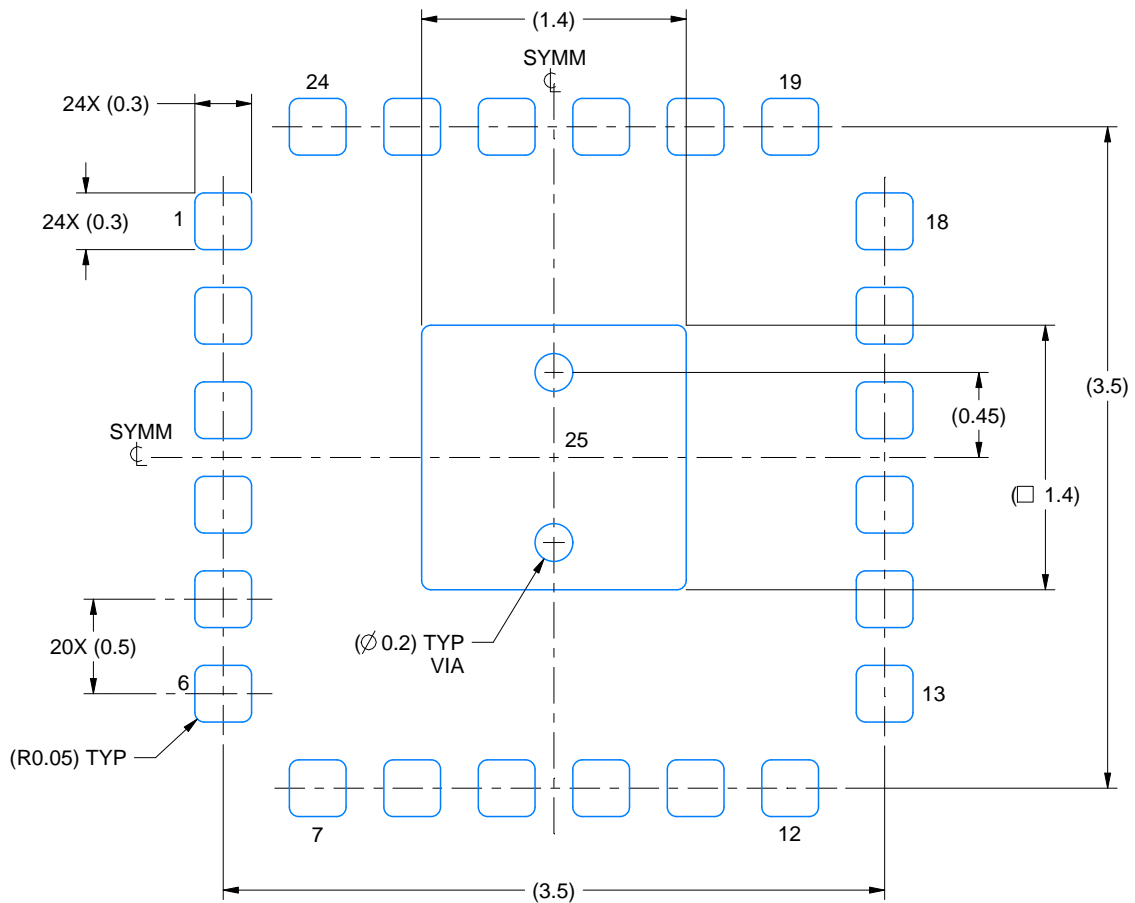 (1.4)
SYMM
24
19
24X (0.3)
24X (0.3)
1
18
(3.5)
(0.45)
SYMM
25
(□ 1.4)
(∅ 0.2) TYP
VIA
20X (0.5)
6
13
(R0.05) TYP
7
12
(3.5)